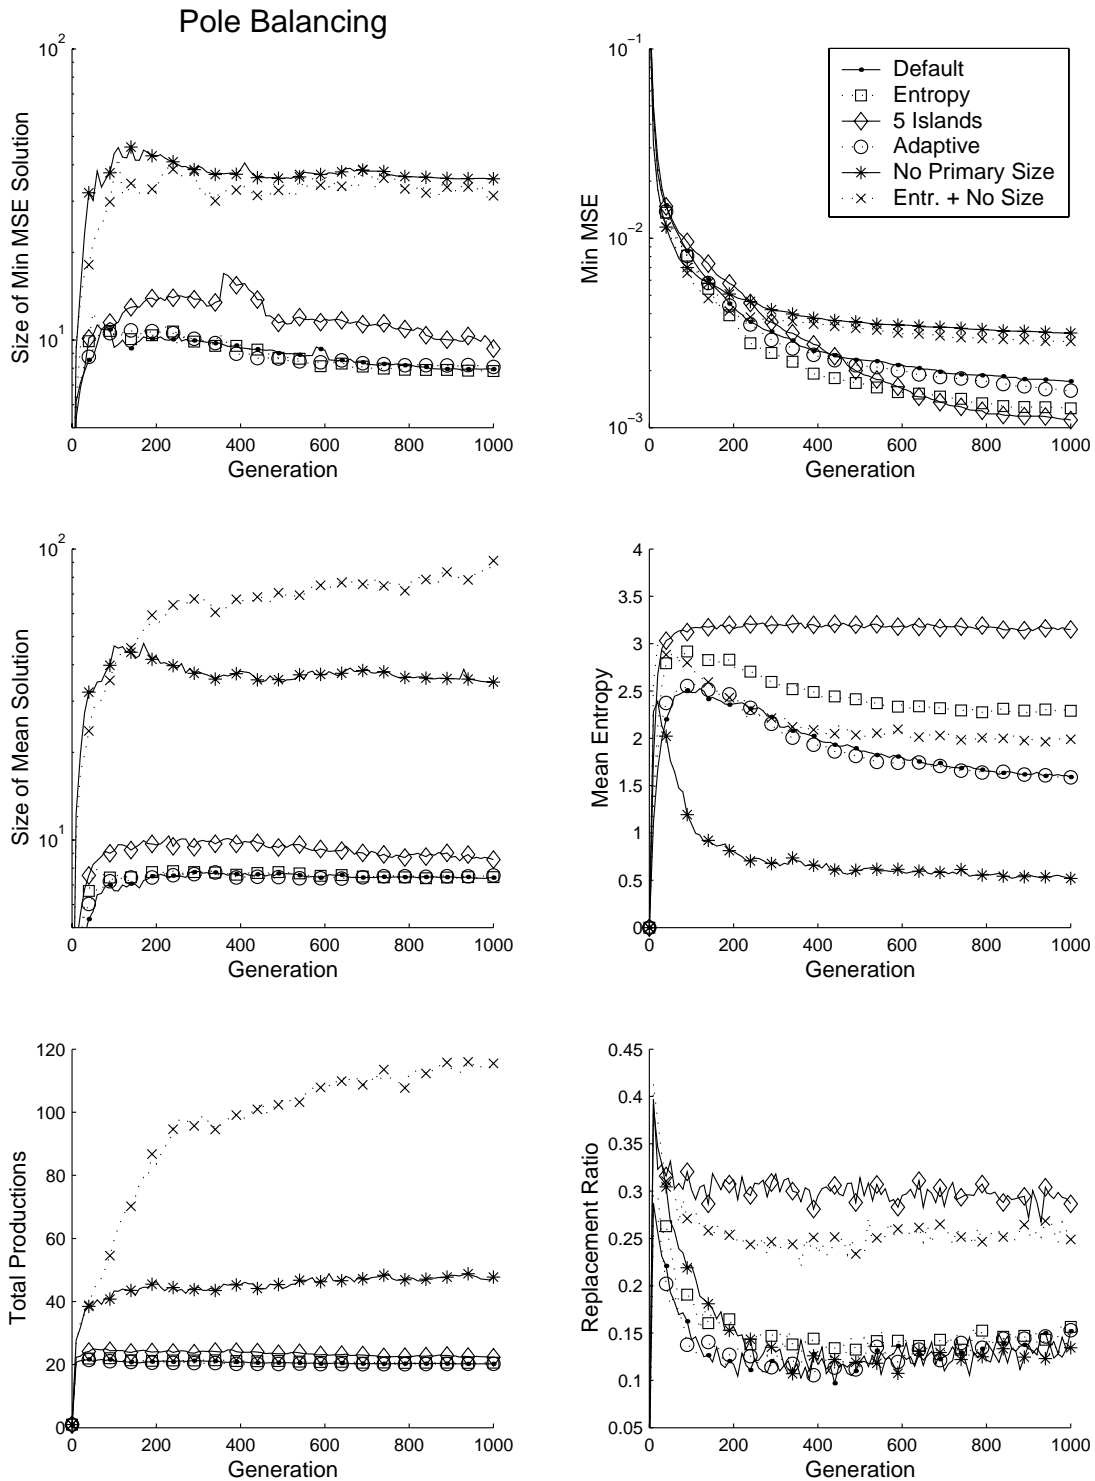 Pole Balancing
10^2
10^1
Size of Min MSE Solution
0 200 400 600 800 1000
Generation
10^-1
10^-2
10^-3
Min MSE
0 200 400 600 800 1000
Generation
Default
Entropy
5 Islands
Adaptive
No Primary Size
Entr. + No Size
10^2
10^1
Size of Mean Solution
0 200 400 600 800 1000
Generation
4
3.5
3
2.5
2
1.5
1
0.5
0
Mean Entropy
0 200 400 600 800 1000
Generation
120
100
80
60
40
20
0
Total Productions
0 200 400 600 800 1000
Generation
0.45
0.4
0.35
0.3
0.25
0.2
0.15
0.1
0.05
Replacement Ratio
0 200 400 600 800 1000
Generation